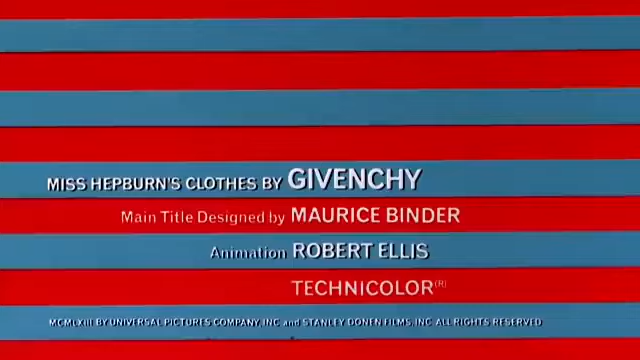 MISS HEPBURN'S CLOTHES BY GIVENCHY
Main Title Designed by MAURICE BINDER
Animation ROBERT ELLIS
TECHNICOLOR(R)
MCMLXIII BY UNIVERSAL PICTURES COMPANY, INC. and STANLEY DONEN FILMS, INC. ALL RIGHTS RESERVED